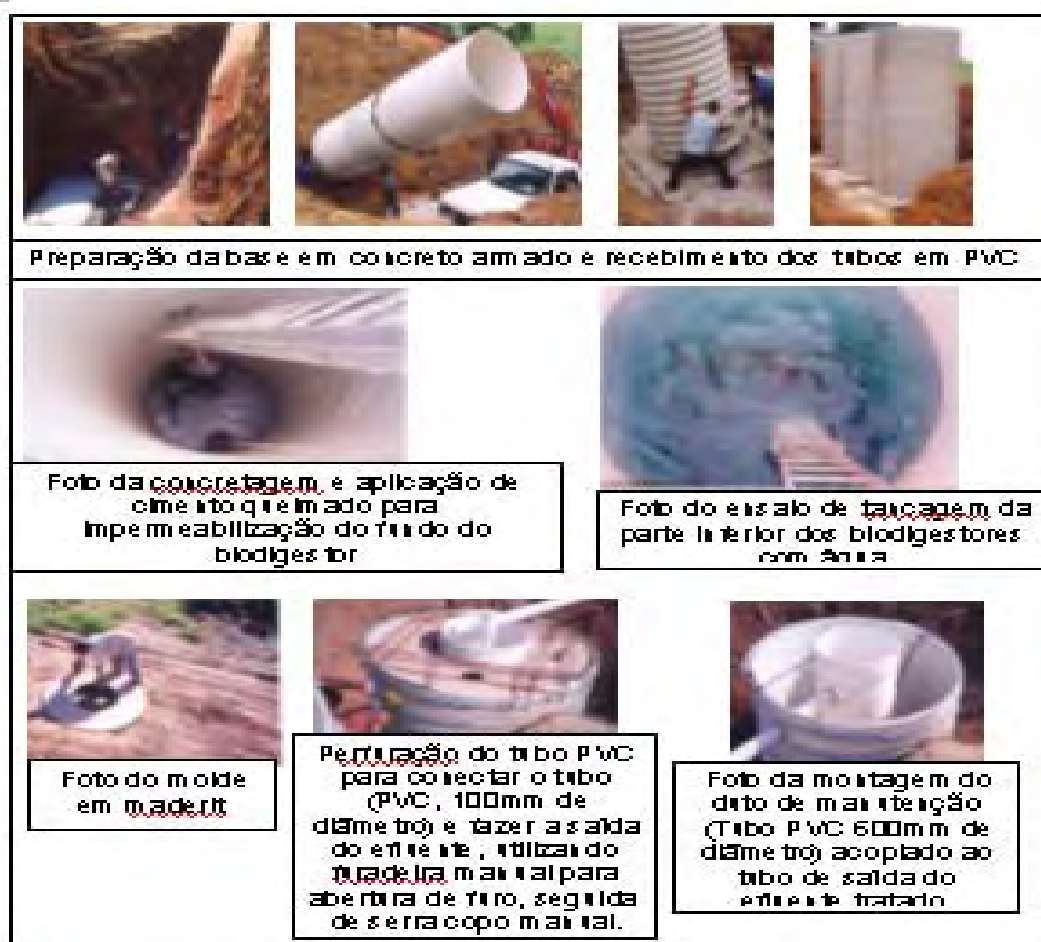 Preparação da base em concreto armado e recebimento dos tubos em PVC
Foto da concretagem e aplicação de
cimento queimado para
impermeabilização do fundo do
biodigestor
Foto do ensaio de tancagem da
parte inferior dos biodigestores
com água
Foto do molde
em maderit
Perfuração do tubo PVC
para conectar o tubo
(PVC, 100mm de
diâmetro) e fazer a saída
do efluente, utilizando
furadeira manual para
abertura de furo, seguida
de serra copo manual.
Foto da montagem do
duto de manutenção
(Tubo PVC 600mm de
diâmetro) acoplado ao
tubo de saída do
efluente tratado